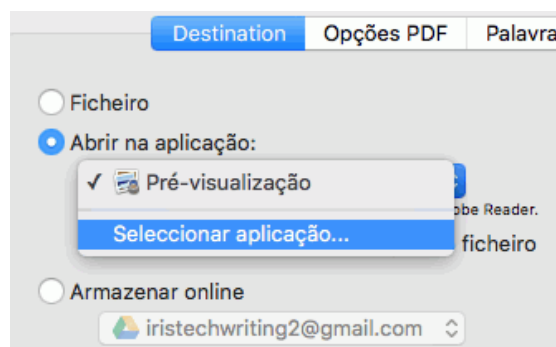 Destination Opções PDF Palavra
Ficheiro
Abrir na aplicação:
Pré-visualização
obe Reader.
Seleccionar aplicação...
ficheiro
Armazenar online
iristechwriting2@gmail.com